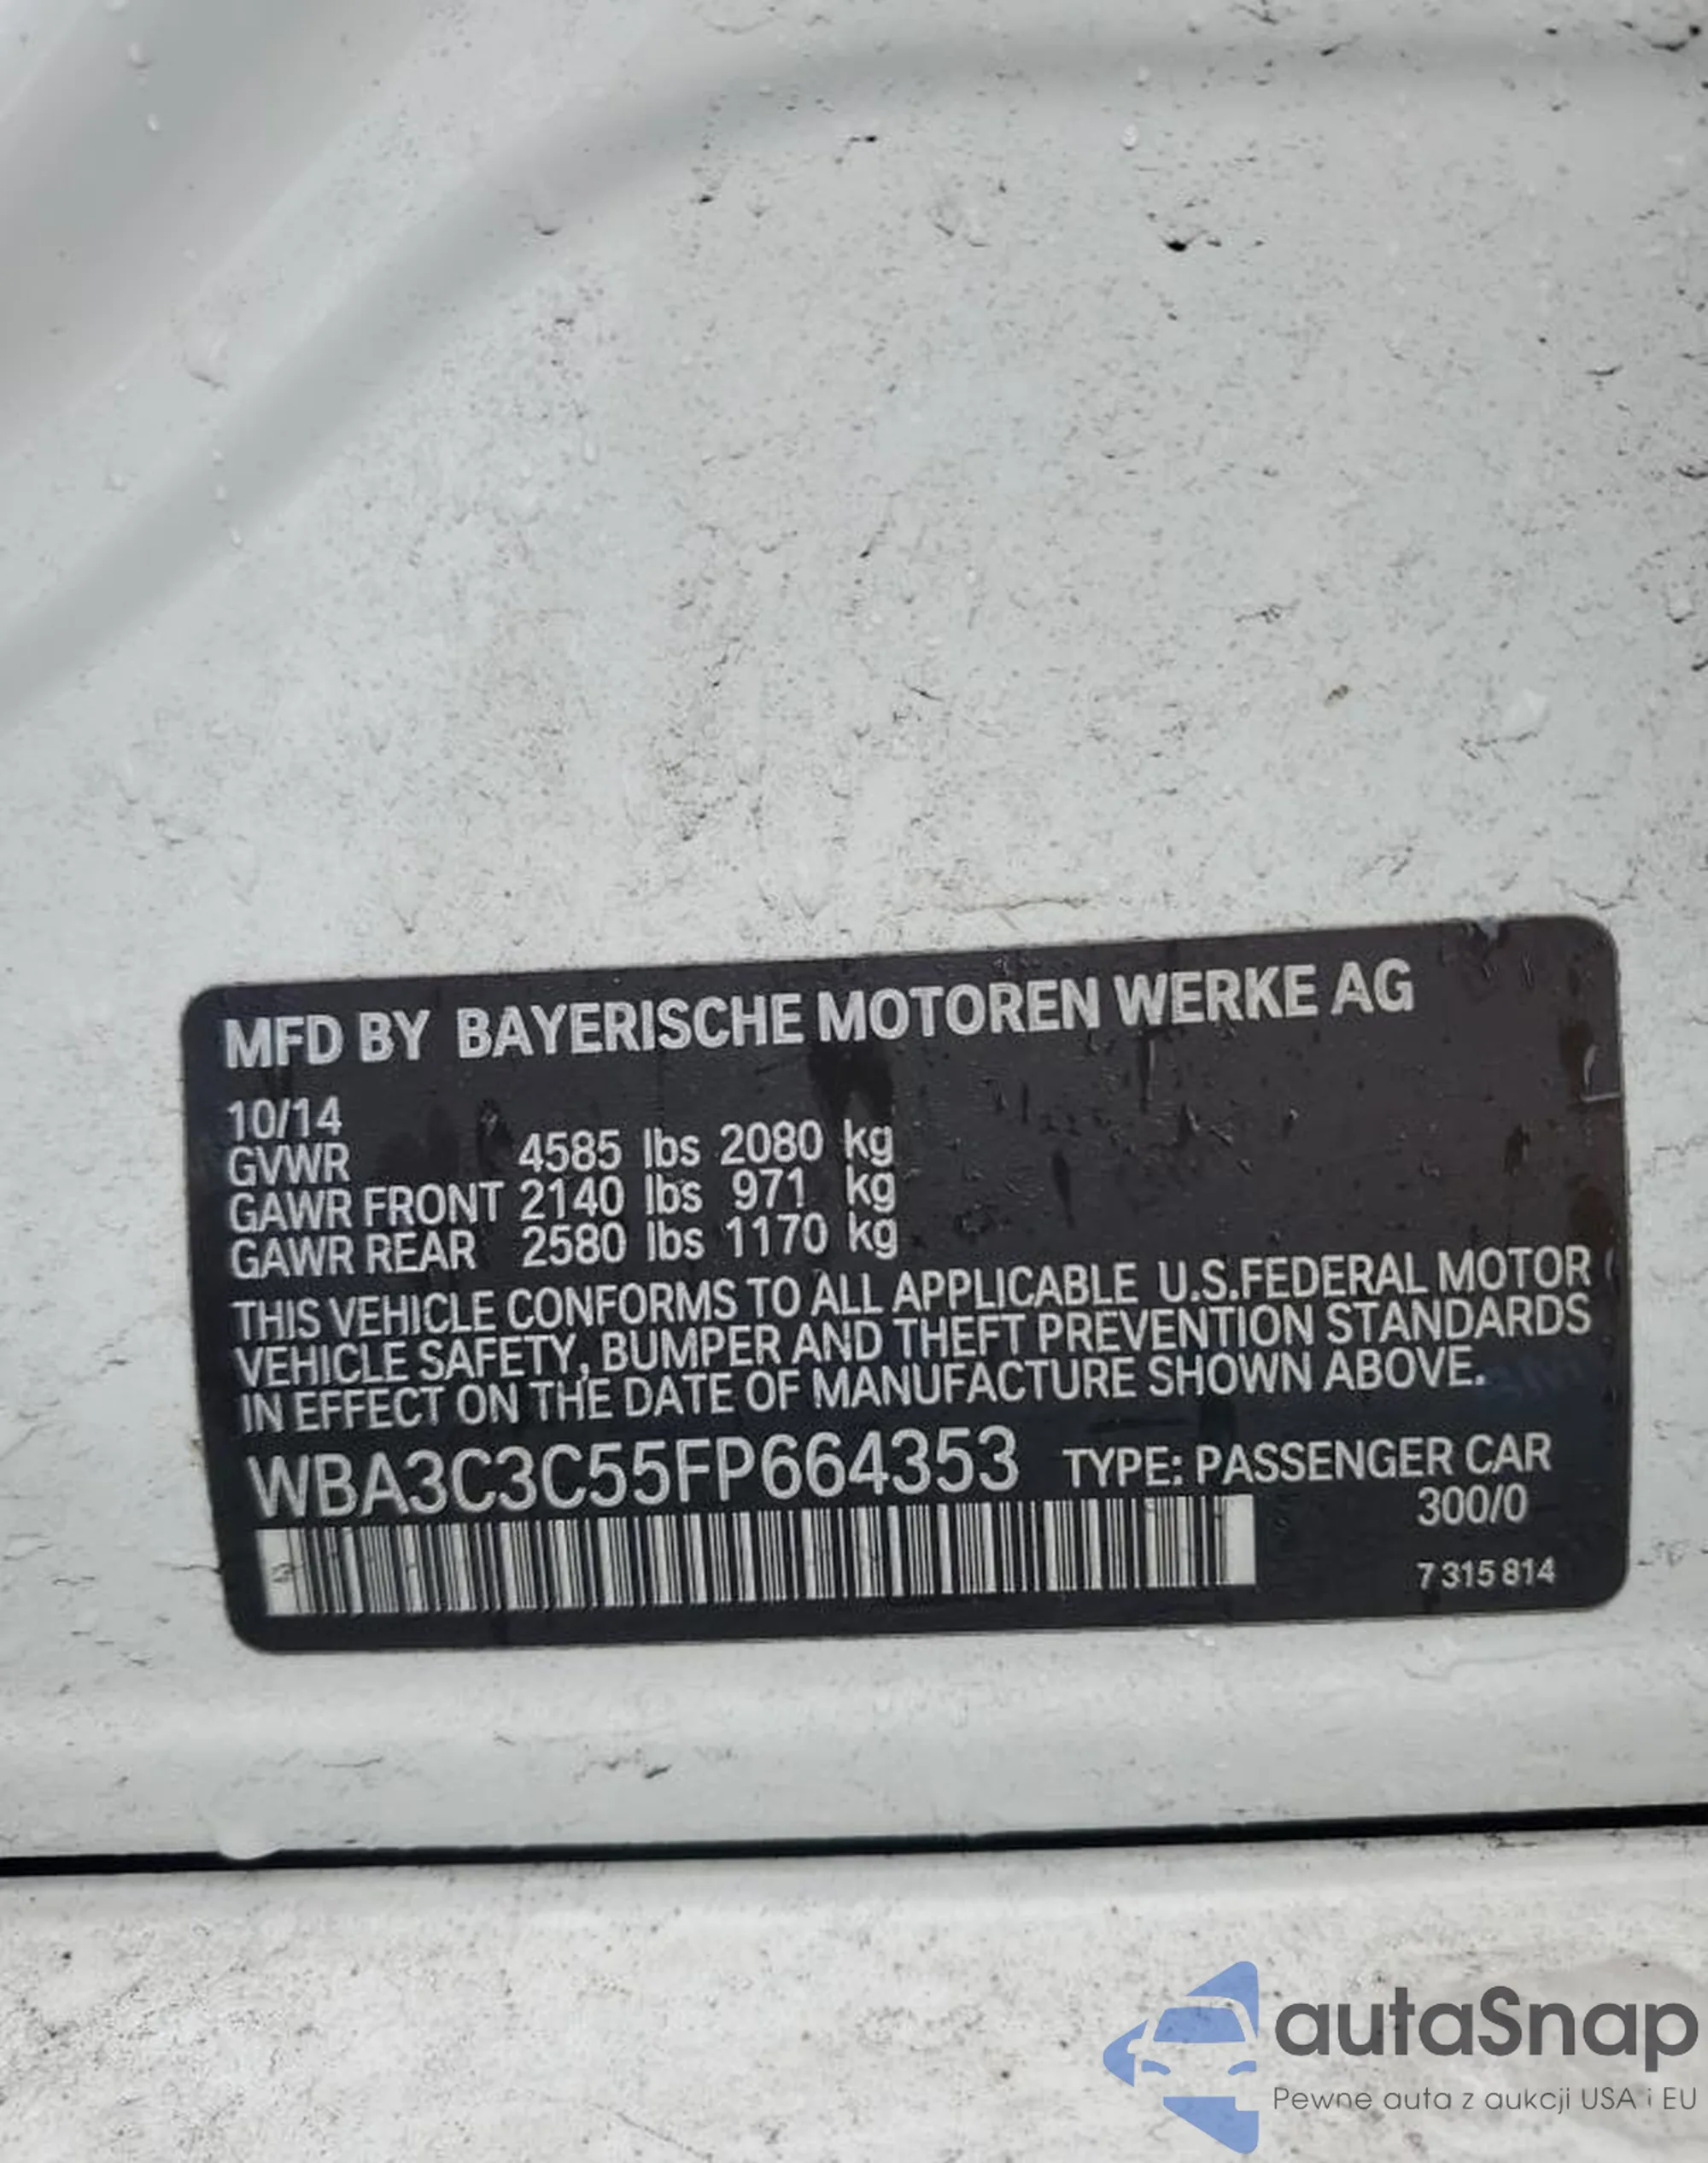 MFD BY BAYERISCHE MOTOREN WERKE AG
10/14
GVWR 4585 lbs 2080 kg
GAWR FRONT 2140 lbs 971 kg
GAWR REAR 2580 lbs 1170 kg
THIS VEHICLE CONFORMS TO ALL APPLICABLE U.S.FEDERAL MOTOR
VEHICLE SAFETY, BUMPER AND THEFT PREVENTION STANDARDS
IN EFFECT ON THE DATE OF MANUFACTURE SHOWN ABOVE.
WBA3C3C55FP664353 TYPE: PASSENGER CAR
300/0
7 315 814
autaSnap
Pewne auta z aukcji USA i EU